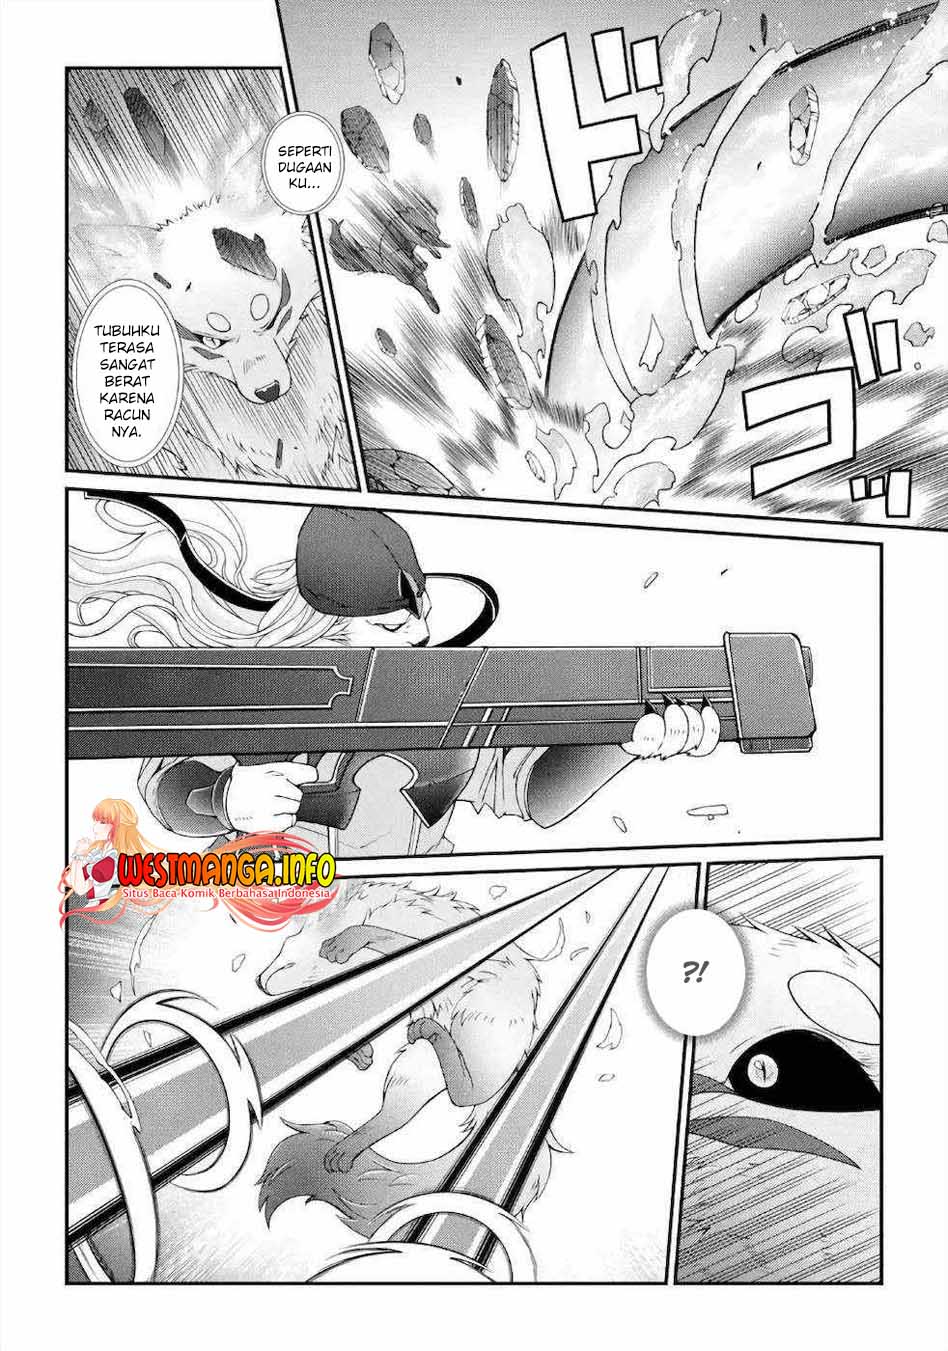 ドゴォッ
SEPERTI
DUGAAN
KU...
TUBUHKU
TERASA
SANGAT
BERAT
KARENA
RACUN
NYA.
WESTMANGA.INFO
Situs Baca Komik Berbahasa Indonesia
?!